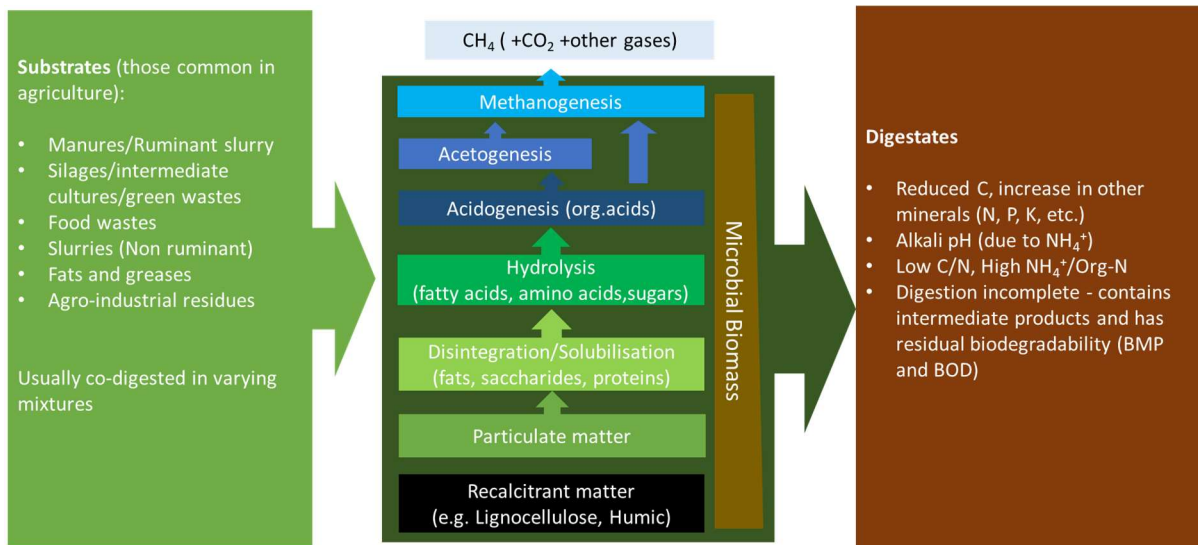 Substrates (those common in
agriculture):
• Manures/Ruminant slurry
• Silages/intermediate
cultures/green wastes
• Food wastes
• Slurries (Non ruminant)
• Fats and greases
• Agro-industrial residues
Usually co-digested in varying
mixtures
CH₄ ( +CO₂ +other gases)
Methanogenesis
Acetogenesis
Acidogenesis (org.acids)
Hydrolysis
(fatty acids, amino acids,sugars)
Disintegration/Solubilisation
(fats, saccharides, proteins)
Particulate matter
Recalcitrant matter
(e.g. Lignocellulose, Humic)
Microbial Biomass
Digestates
• Reduced C, increase in other
minerals (N, P, K, etc.)
• Alkali pH (due to NH₄⁺)
• Low C/N, High NH₄⁺/Org-N
• Digestion incomplete - contains
intermediate products and has
residual biodegradability (BMP
and BOD)